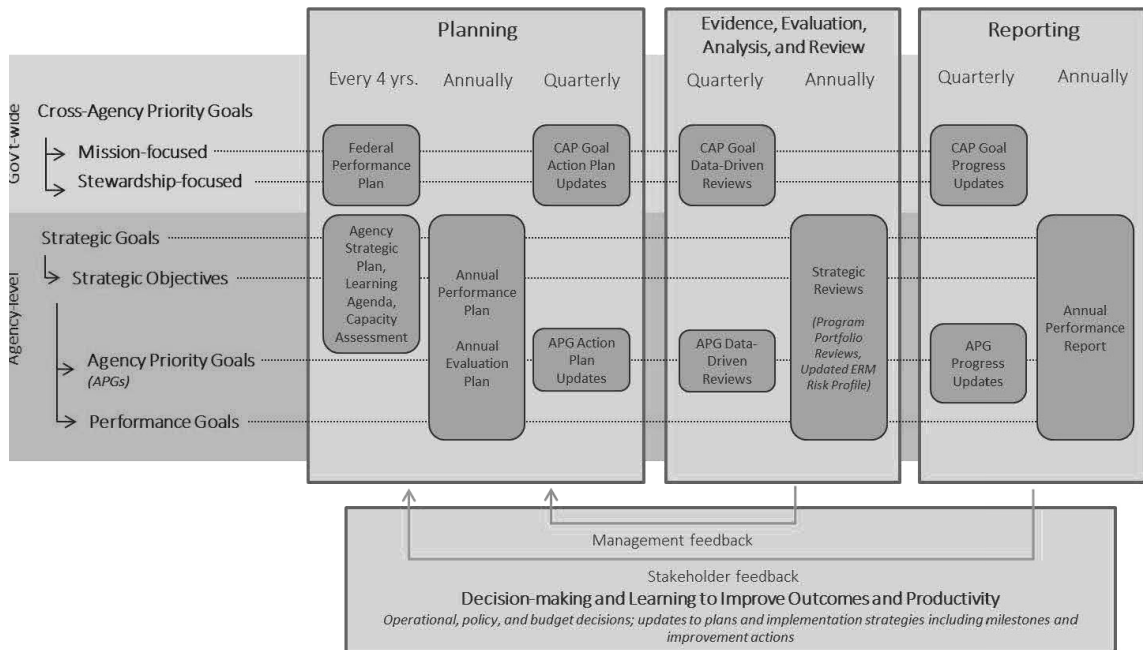 Planning
Evidence, Evaluation,
Analysis, and Review
Reporting
Every 4 yrs.
Annually
Quarterly
Quarterly
Annually
Quarterly
Annually
Gov't-wide
Cross-Agency Priority Goals
Mission-focused
Stewardship-focused
Federal
Performance
Plan
CAP Goal
Action Plan
Updates
CAP Goal
Data-Driven
Reviews
CAP Goal
Progress
Updates
Agency-level
Strategic Goals
Strategic Objectives
Agency Priority Goals
(APGs)
Performance Goals
Agency
Strategic
Plan,
Learning
Agenda,
Capacity
Assessment
Annual
Performance
Plan
Annual
Evaluation
Plan
APG Action
Plan
Updates
APG Data-
Driven
Reviews
Strategic
Reviews
(Program
Portfolio
Reviews,
Updated ERM
Risk Profile)
APG
Progress
Updates
Annual
Performance
Report
Management feedback
Stakeholder feedback
Decision-making and Learning to Improve Outcomes and Productivity
Operational, policy, and budget decisions; updates to plans and implementation strategies including milestones and
improvement actions